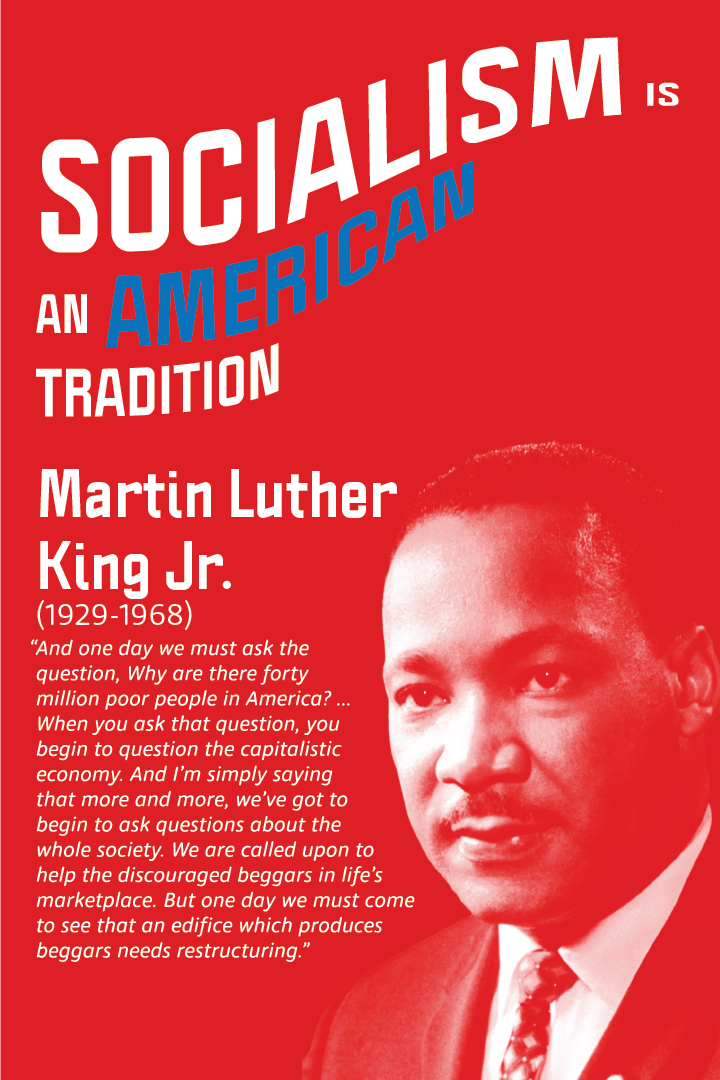 SOCIALISM IS
AN AMERICAN
TRADITION
Martin Luther
King Jr.
(1929-1968)
“And one day we must ask the
question, Why are there forty
million poor people in America? ...
When you ask that question, you
begin to question the capitalistic
economy. And I’m simply saying
that more and more, we’ve got to
begin to ask questions about the
whole society. We are called upon to
help the discouraged beggars in life’s
marketplace. But one day we must come
to see that an edifice which produces
beggars needs restructuring.”